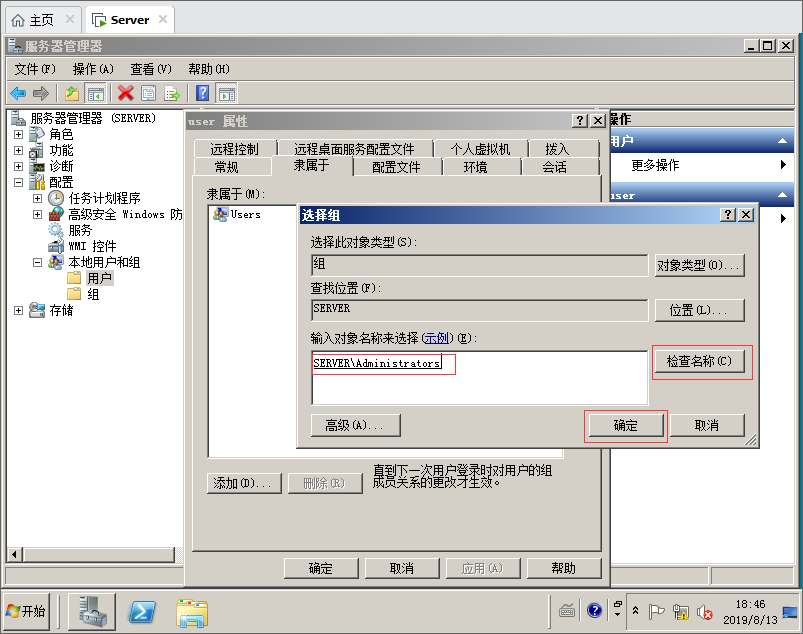 主页
Server
服务器管理器
文件(F) 操作(A) 查看(V) 帮助(H)
服务器管理器 (SERVER)
角色
功能
诊断
配置
任务计划程序
高级安全 Windows 防
服务
WMI 控件
本地用户和组
用户
组
存储
user 属性
远程控制 远程桌面服务配置文件 个人虚拟机 拨入
常规 隶属于 配置文件 环境 会话
隶属于(M):
Users
选择组
选择此对象类型(S):
组
对象类型(O)...
查找位置(F):
SERVER
位置(L)...
输入对象名称来选择(示例)(E):
SERVER\Administrators
检查名称(C)
高级(A)...
确定
取消
添加(D)...
删除(R)
直到下一次用户登录时对用户的组
成员关系的更改才生效。
确定
取消
应用(A)
帮助
操作
用户
更多操作
user
开始
18:46
2019/8/13